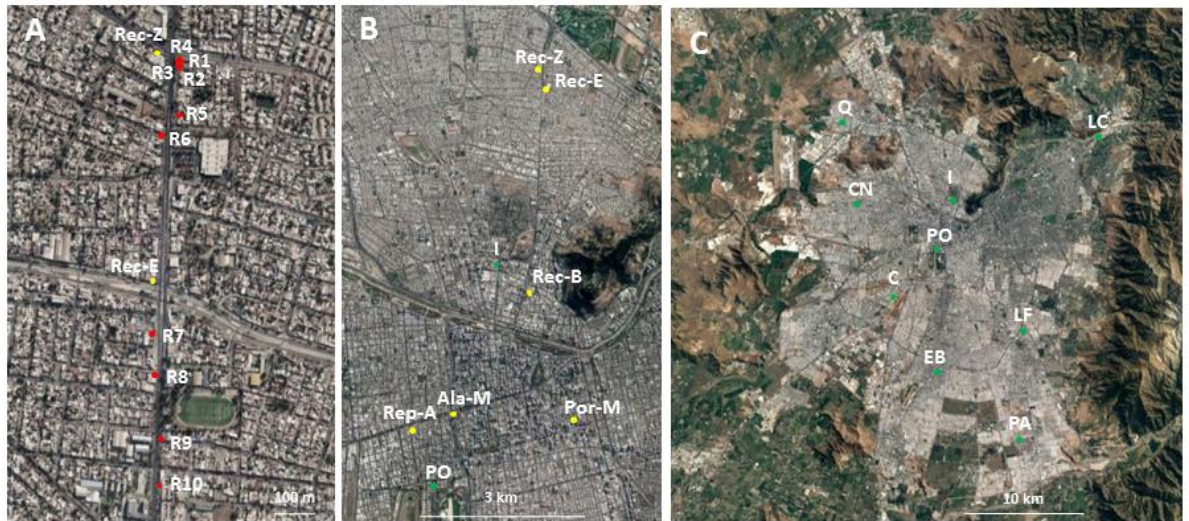 A
Rec-Z
R4
R1
R3
R2
R5
R6
Rec-E
R7
R8
R9
R10
100 m
B
Rec-Z
Rec-E
I
Rec-B
Ala-M
Rep-A
Por-M
PO
3 km
C
Q
LC
CN
I
PO
C
LF
EB
PA
10 km